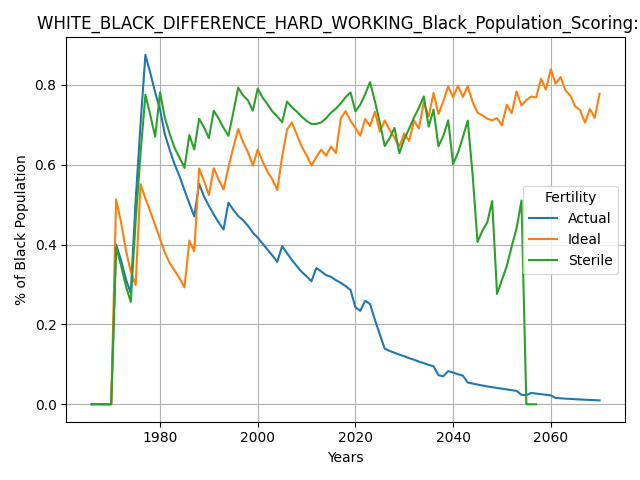 WHITE_BLACK_DIFFERENCE_HARD_WORKING_Black_Population_Scoring:
% of Black Population
0.8
0.6
0.4
0.2
0.0
Fertility
Actual
Ideal
Sterile
1980 2000 2020 2040 2060
Years